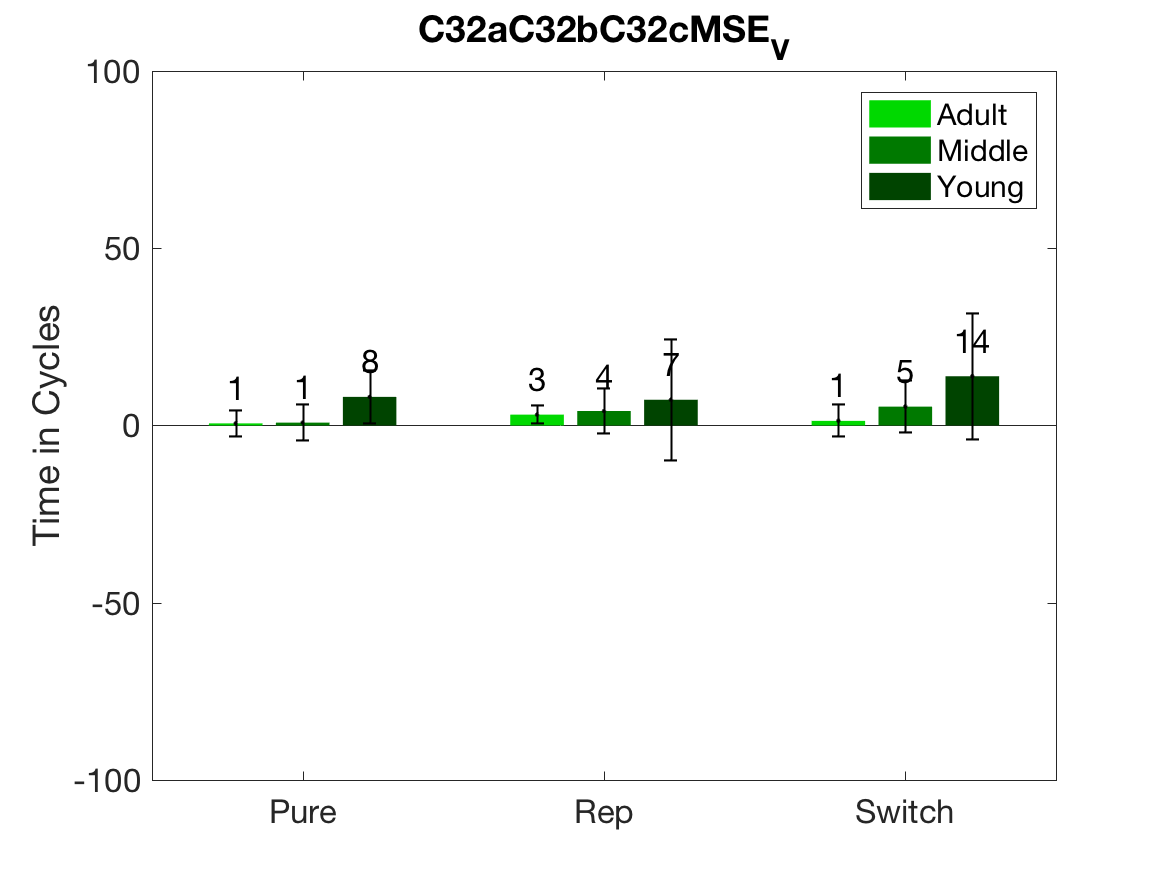 C32aC32bC32cMSEV
100
50
0
-50
-100
Time in Cycles
Adult
Middle
Young
1
1
8
3
4
7
1
5
14
Pure
Rep
Switch